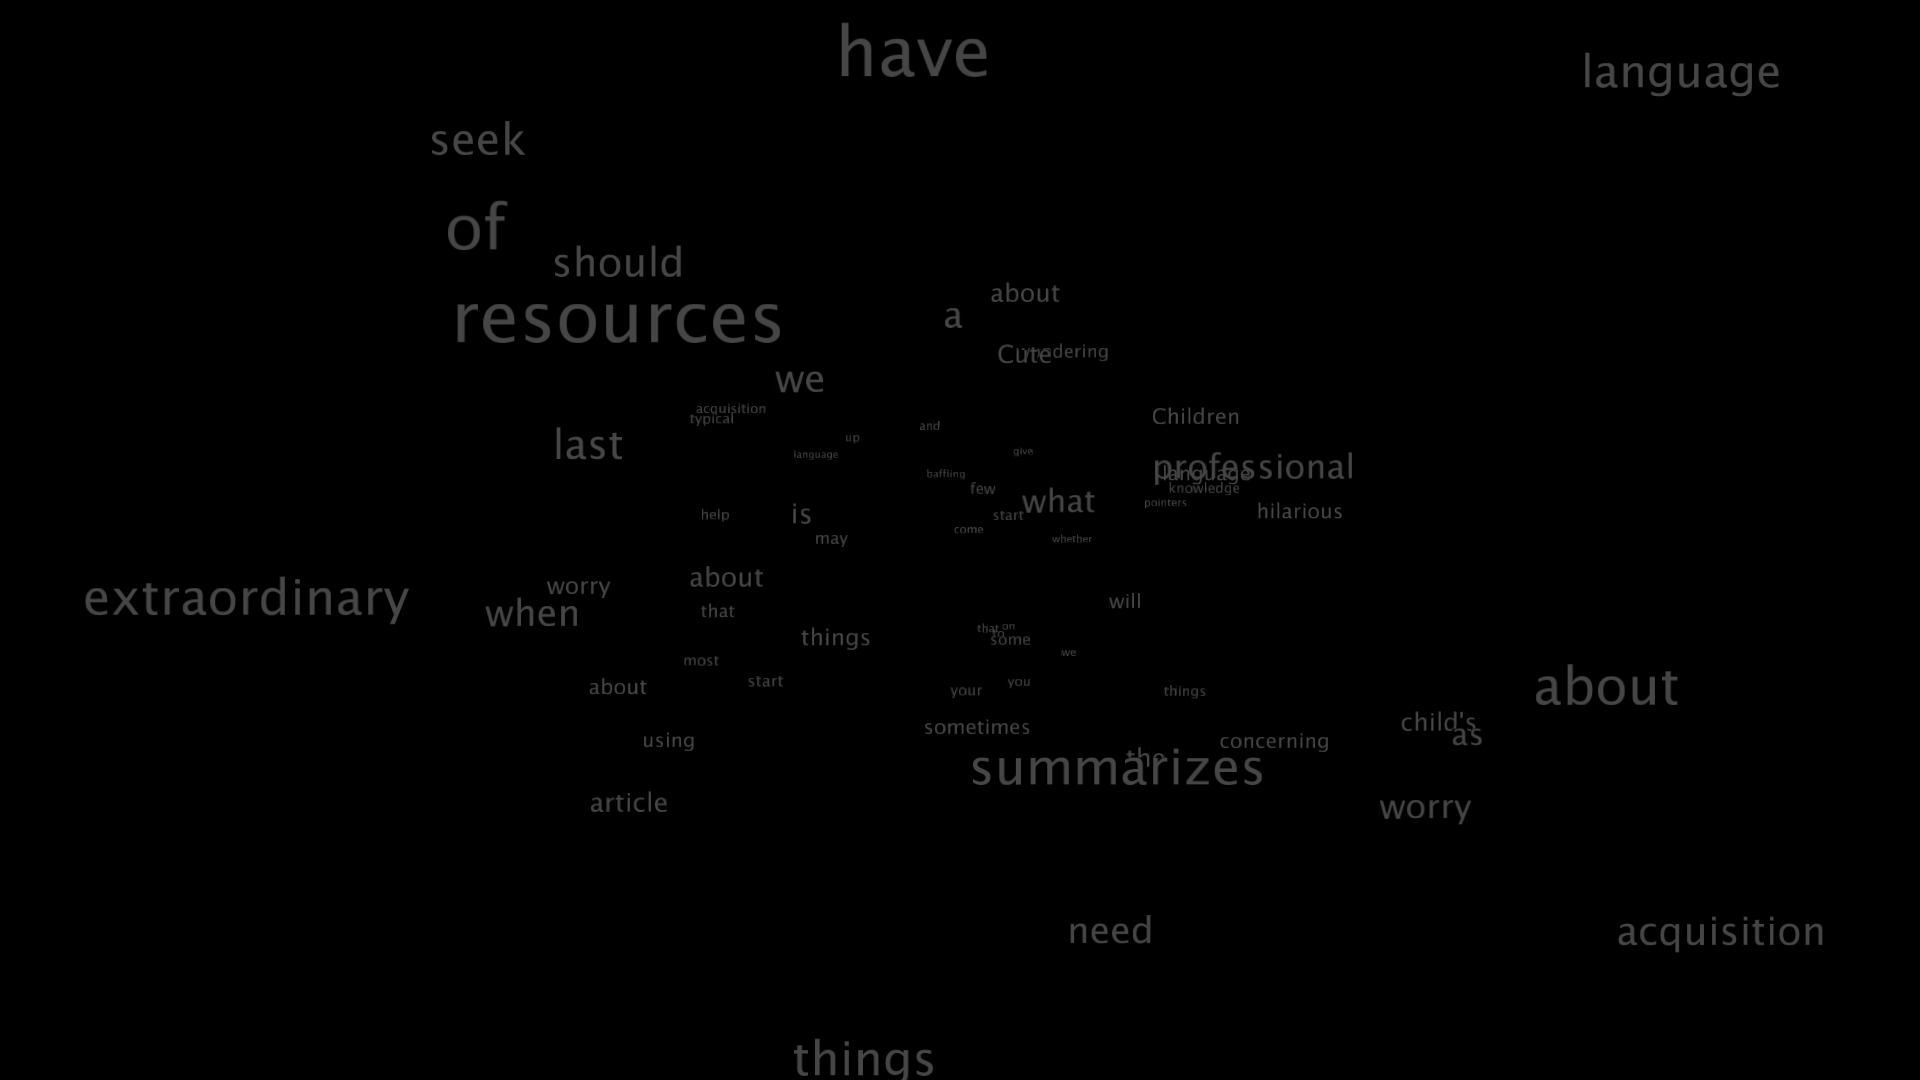 have
language
seek
of
should
about
resources
a
Cute
we
acquisition
typical
Children
and
up
last
give
language
professional
baffling
language
few
knowledge
what
pointers
is
hilarious
help
start
come
may
whether
about
worry
extraordinary
will
when
that
on
that
to
things
some
we
most
start
you
about
your
things
about
child's
sometimes
as
using
concerning
the
summarizes
article
worry
need
acquisition
things